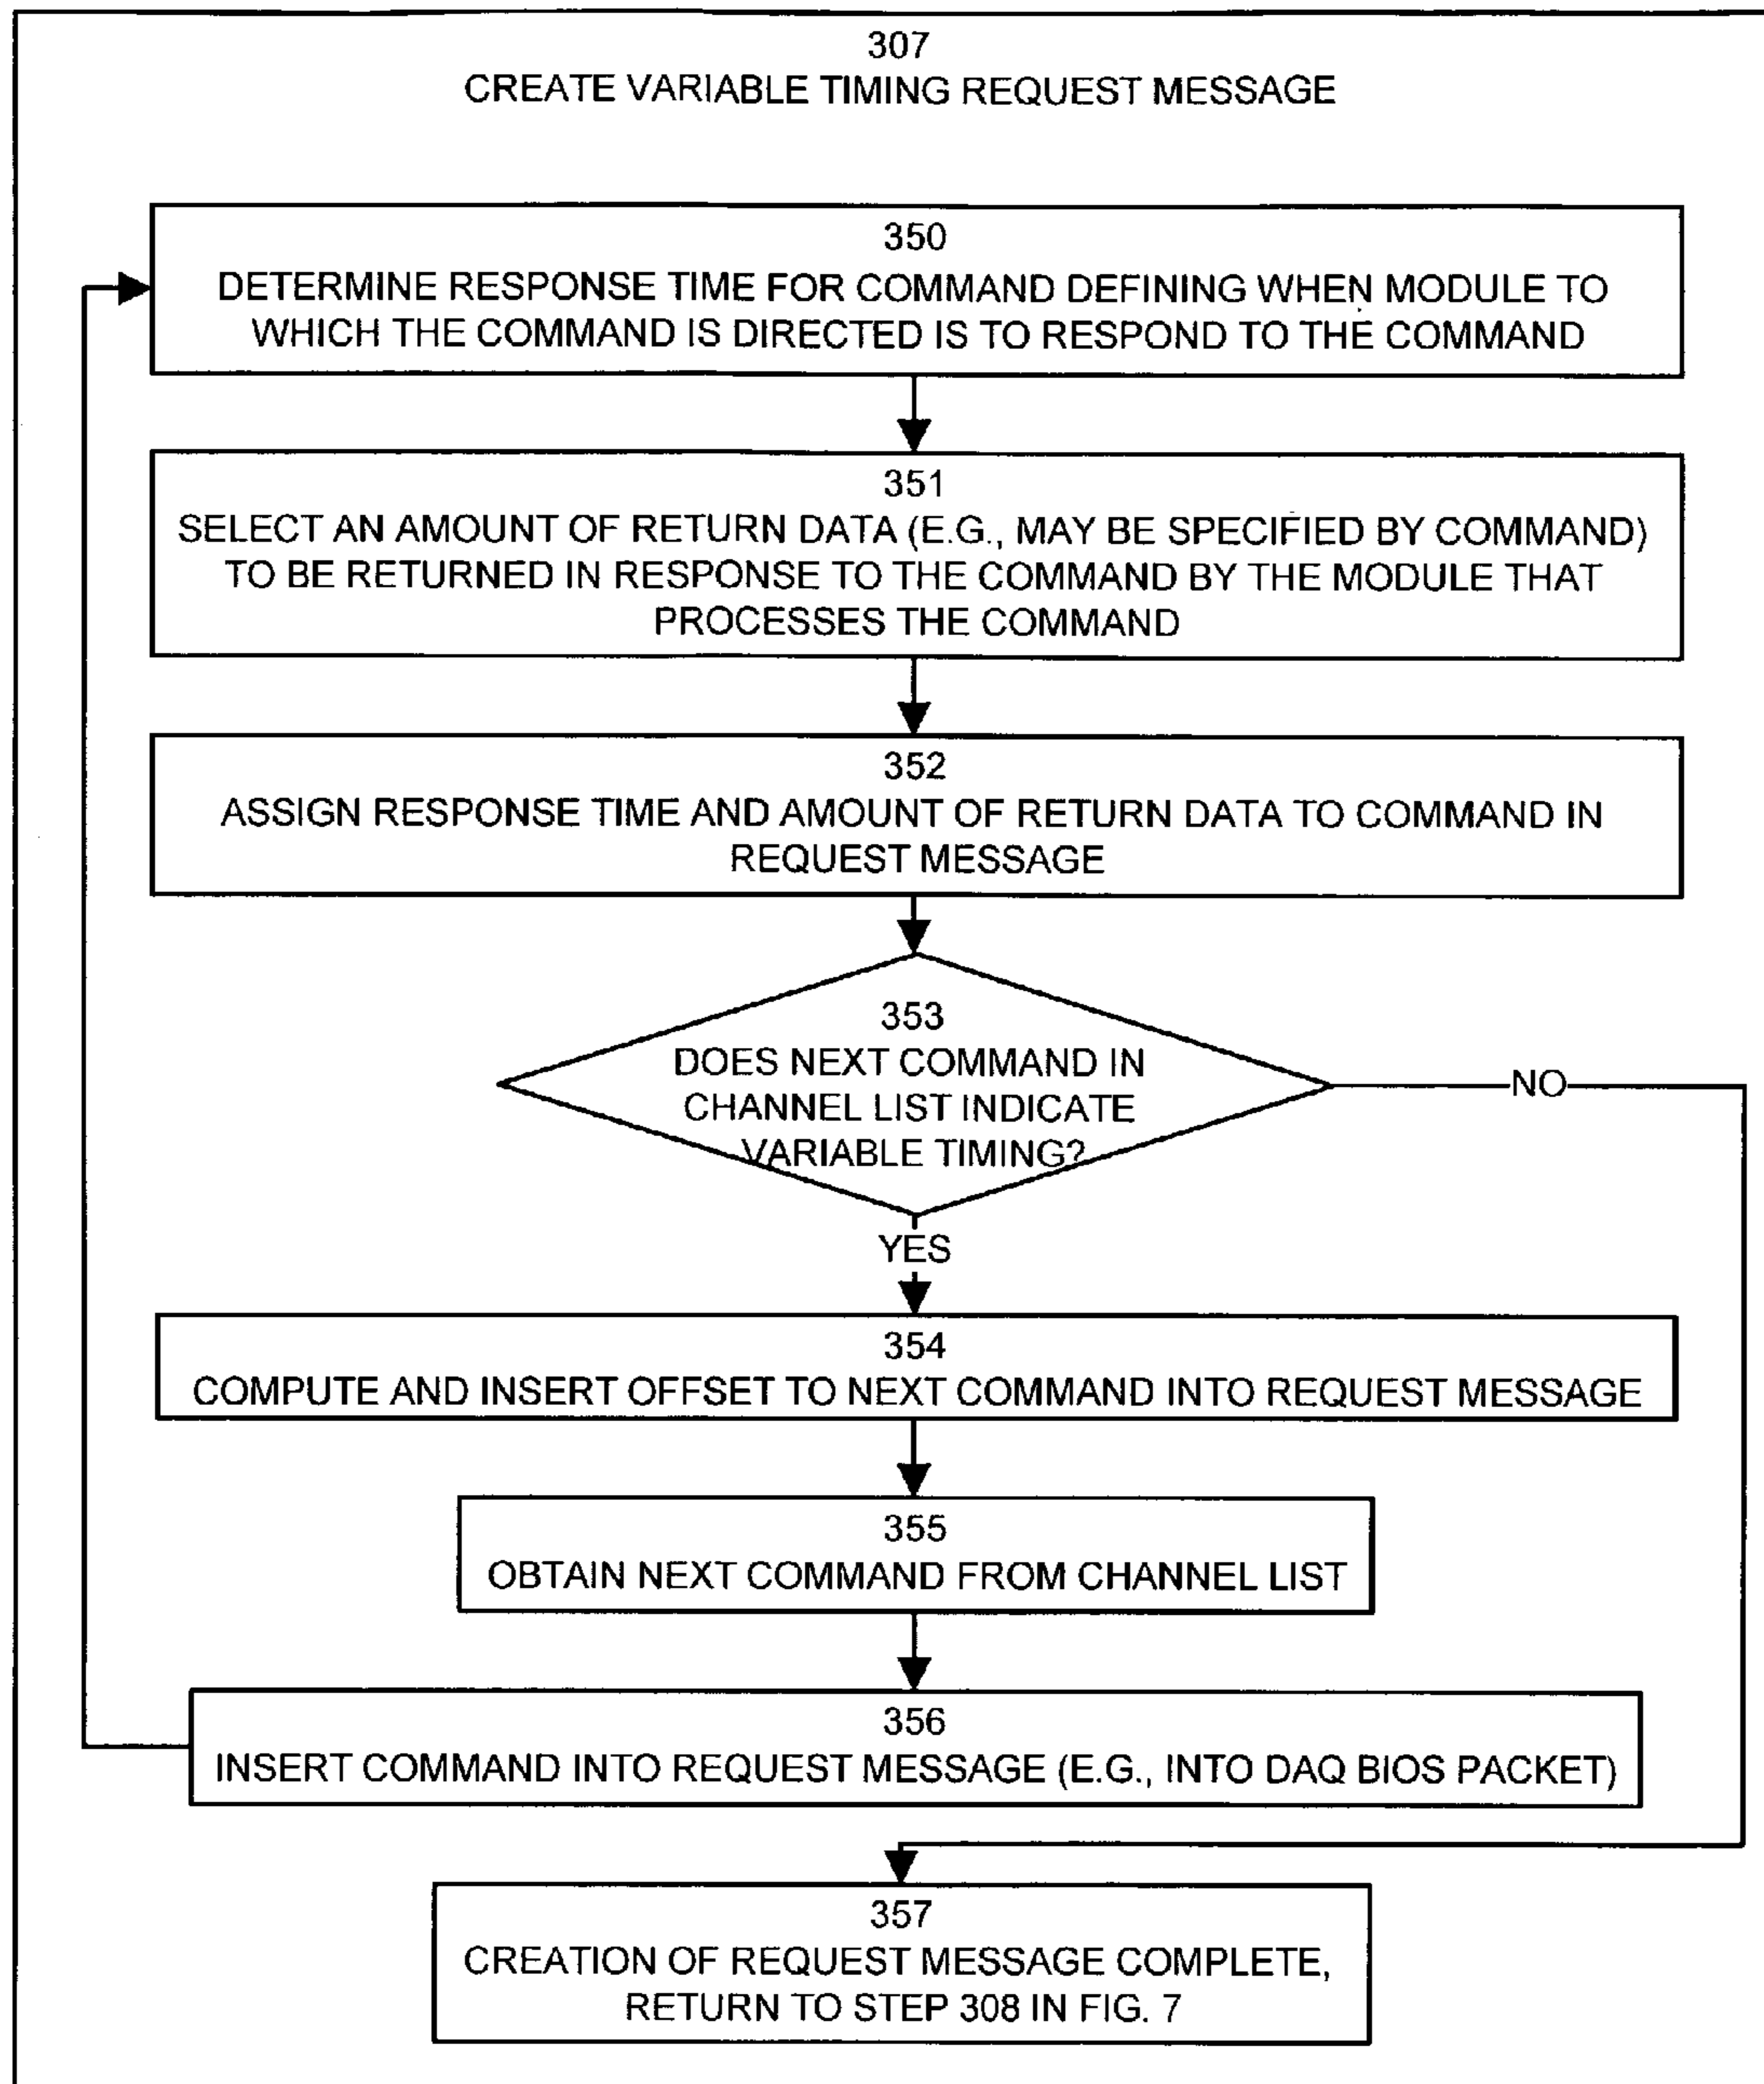 307
CREATE VARIABLE TIMING REQUEST MESSAGE
350
DETERMINE RESPONSE TIME FOR COMMAND DEFINING WHEN MODULE TO
WHICH THE COMMAND IS DIRECTED IS TO RESPOND TO THE COMMAND
351
SELECT AN AMOUNT OF RETURN DATA (E.G., MAY BE SPECIFIED BY COMMAND)
TO BE RETURNED IN RESPONSE TO THE COMMAND BY THE MODULE THAT
PROCESSES THE COMMAND
352
ASSIGN RESPONSE TIME AND AMOUNT OF RETURN DATA TO COMMAND IN
REQUEST MESSAGE
353
DOES NEXT COMMAND IN
CHANNEL LIST INDICATE
VARIABLE TIMING?
NO
YES
354
COMPUTE AND INSERT OFFSET TO NEXT COMMAND INTO REQUEST MESSAGE
355
OBTAIN NEXT COMMAND FROM CHANNEL LIST
356
INSERT COMMAND INTO REQUEST MESSAGE (E.G., INTO DAQ BIOS PACKET)
357
CREATION OF REQUEST MESSAGE COMPLETE,
RETURN TO STEP 308 IN FIG. 7